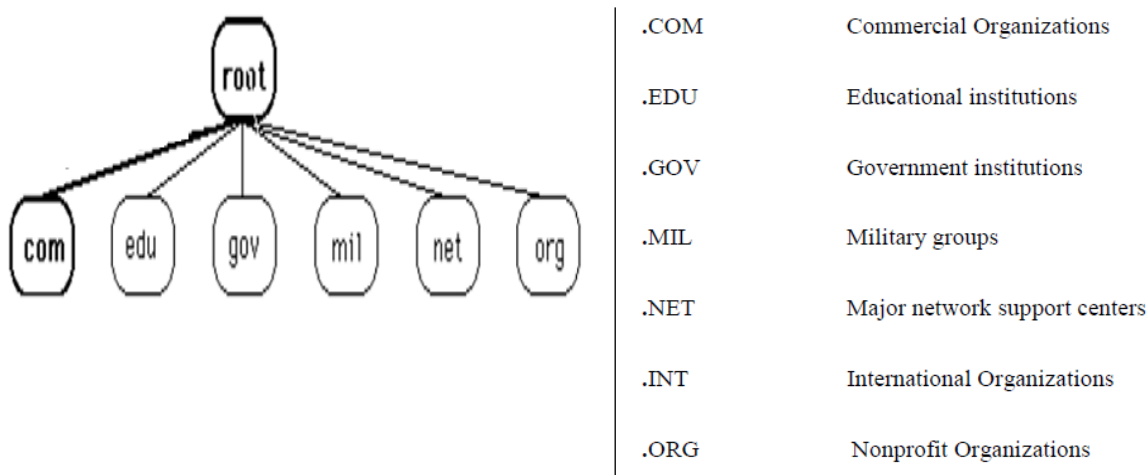 root
com edu gov mil net org
.COM Commercial Organizations
.EDU Educational institutions
.GOV Government institutions
.MIL Military groups
.NET Major network support centers
.INT International Organizations
.ORG Nonprofit Organizations